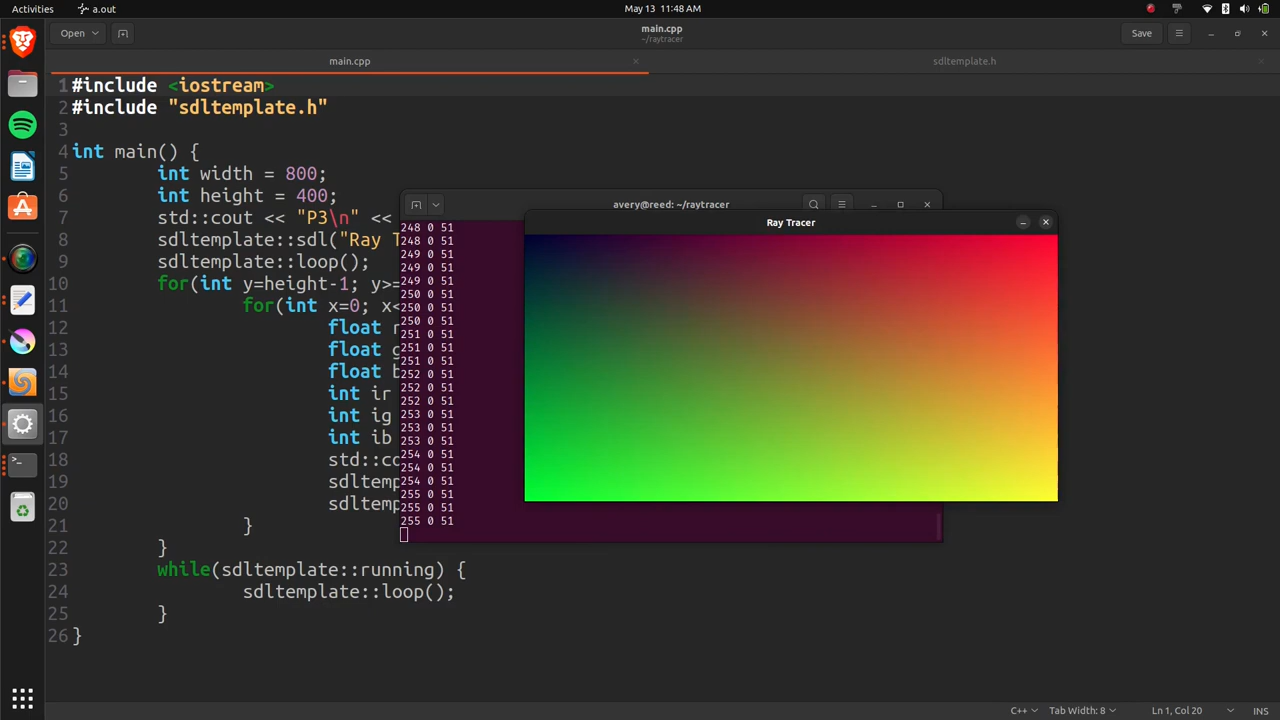 Activities
a.out
May 13 11:48 AM
Open
main.cpp
~/raytracer
Save
main.cpp
sdltemplate.h
1 #include <iostream>
2 #include "sdltemplate.h"
3
4 int main() {
5 int width = 800;
6 int height = 400;
7 std::cout << "P3\n" <<
8 sdltemplate::sdl("Ray
9 sdltemplate::loop();
10 for(int y=height-1; y>=
11 for(int x=0; x<
12 float
13 float
14 float
15 int ir
16 int ig
17 int ib
18
19
20
21 }
22 }
23 while(sdltemplate::running) {
24 sdltemplate::loop();
25 }
26 }
avery@reed: ~/raytracer
248 0 51
248 0 51
249 0 51
249 0 51
249 0 51
250 0 51
250 0 51
250 0 51
251 0 51
251 0 51
251 0 51
252 0 51
252 0 51
252 0 51
253 0 51
253 0 51
253 0 51
254 0 51
254 0 51
254 0 51
255 0 51
255 0 51
255 0 51
Ray Tracer
C++
Tab Width: 8
Ln 1, Col 20
INS